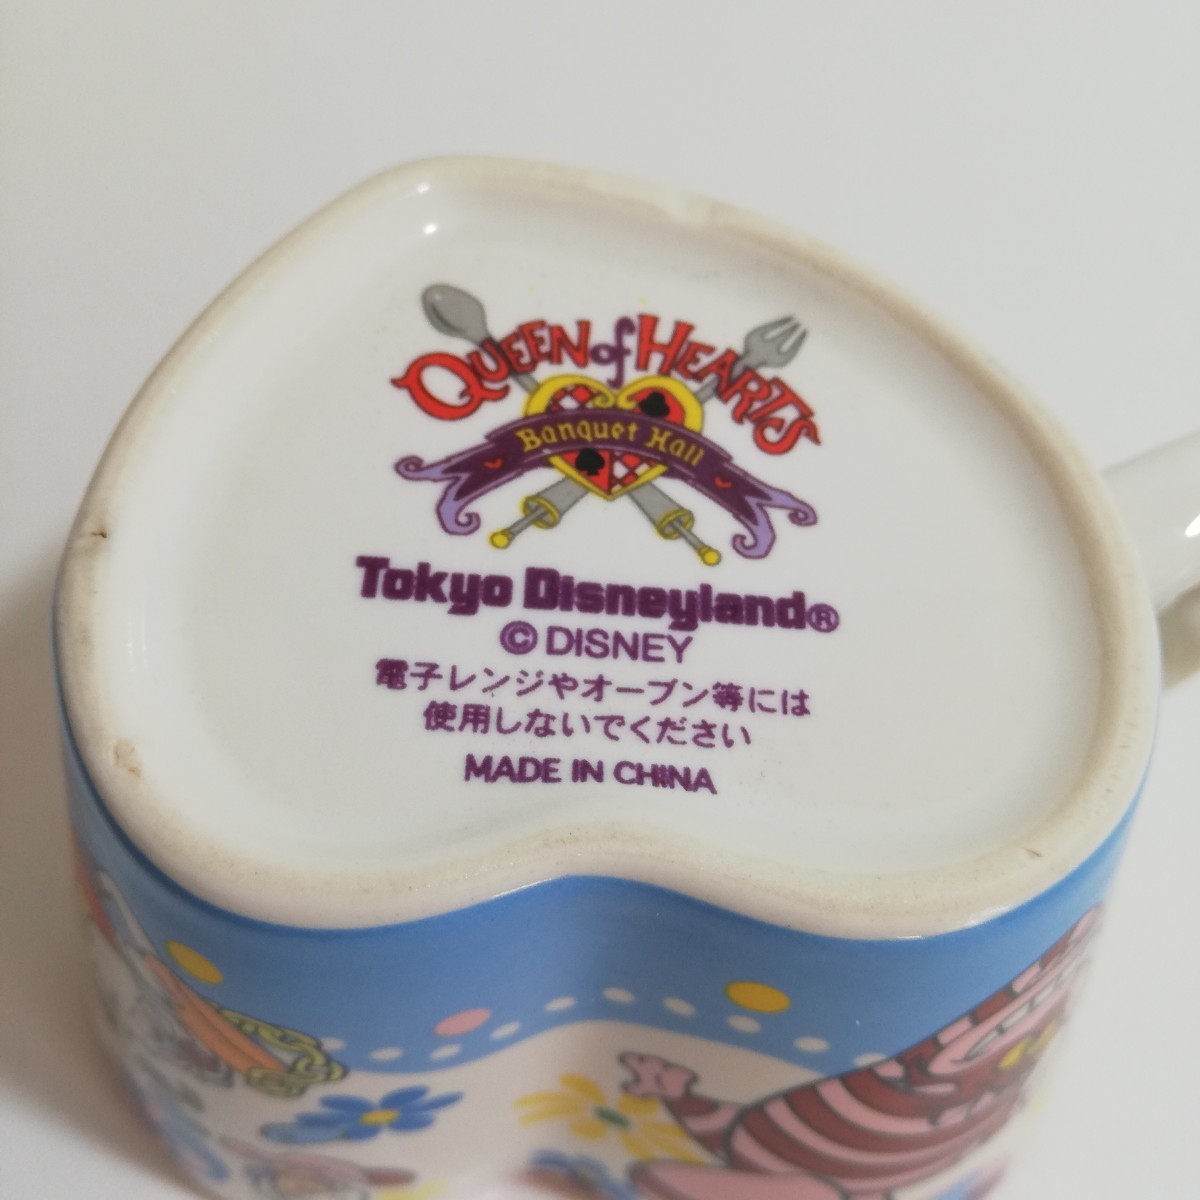 QUEEN of HEARTS
Banquet Hall
Tokyo Disneyland®
© DISNEY
電子レンジやオーブン等には
使用しないでください
MADE IN CHINA